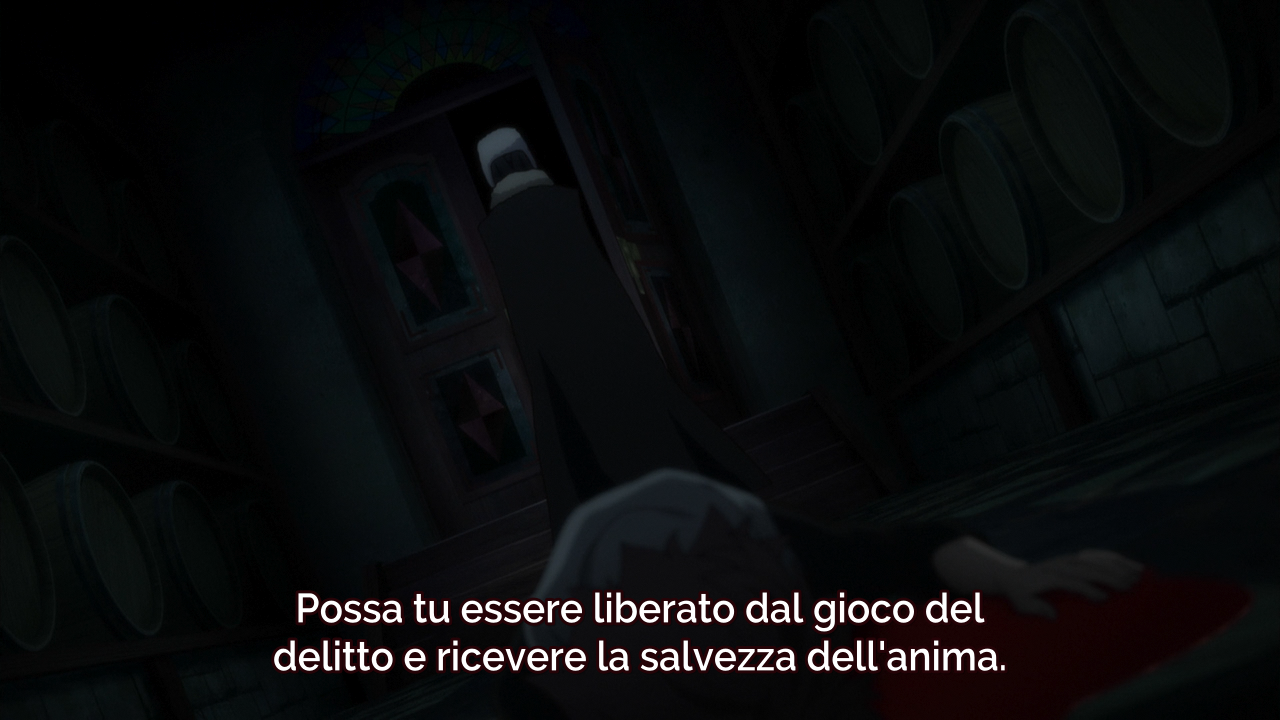 Possa tu essere liberato dal gioco del
delitto e ricevere la salvezza dell'anima.